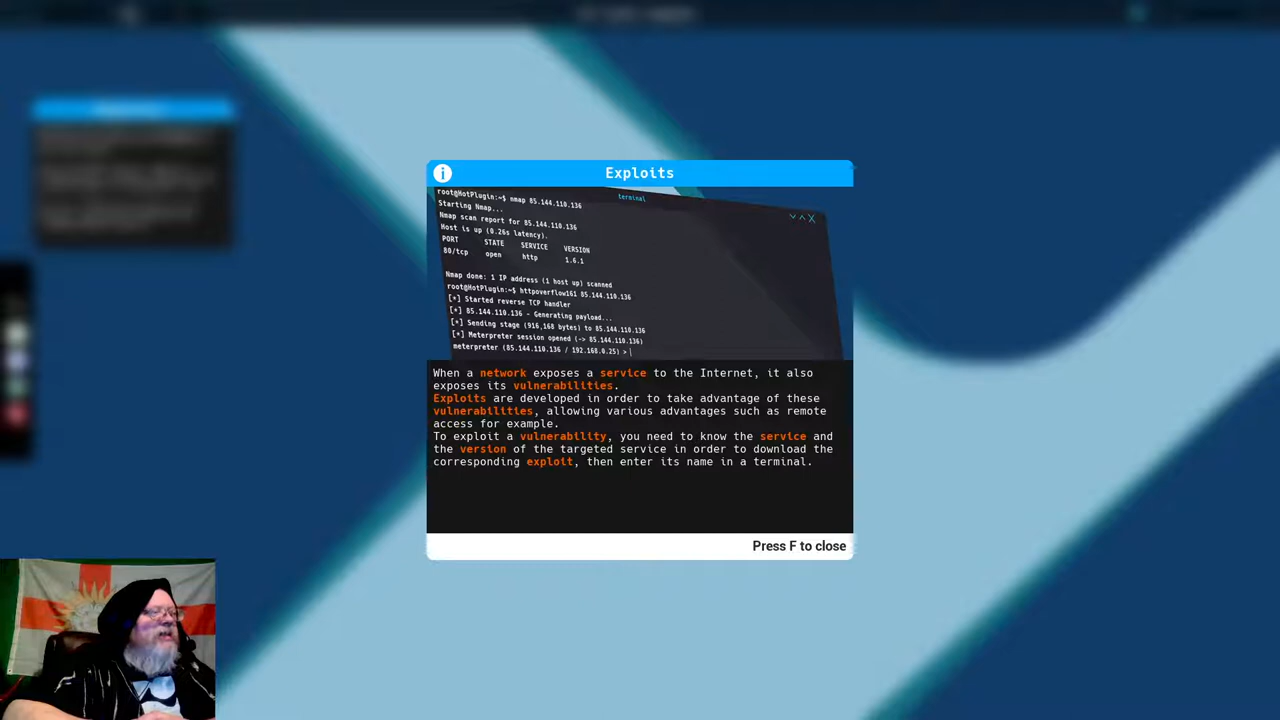 Exploits
root@HotPlugin:~$ nmap 85.144.110.136
terminal
Starting Nmap...
Nmap scan report for 85.144.110.136
Host is up (0.26s latency).
PORT STATE SERVICE VERSION
80/tcp open http 1.6.1
Nmap done: 1 IP address (1 host up) scanned
root@HotPlugin:~$ httpoverflow161 85.144.110.136
[*] Started reverse TCP handler
[*] 85.144.110.136 - Generating payload...
[*] Sending stage (916,168 bytes) to 85.144.110.136
[*] Meterpreter session opened (-> 85.144.110.136)
meterpreter (85.144.110.136 / 192.168.0.25) >
When a network exposes a service to the Internet, it also
exposes its vulnerabilities.
Exploits are developed in order to take advantage of these
vulnerabilities, allowing various advantages such as remote
access for example.
To exploit a vulnerability, you need to know the service and
the version of the targeted service in order to download the
corresponding exploit, then enter its name in a terminal.
Press F to close